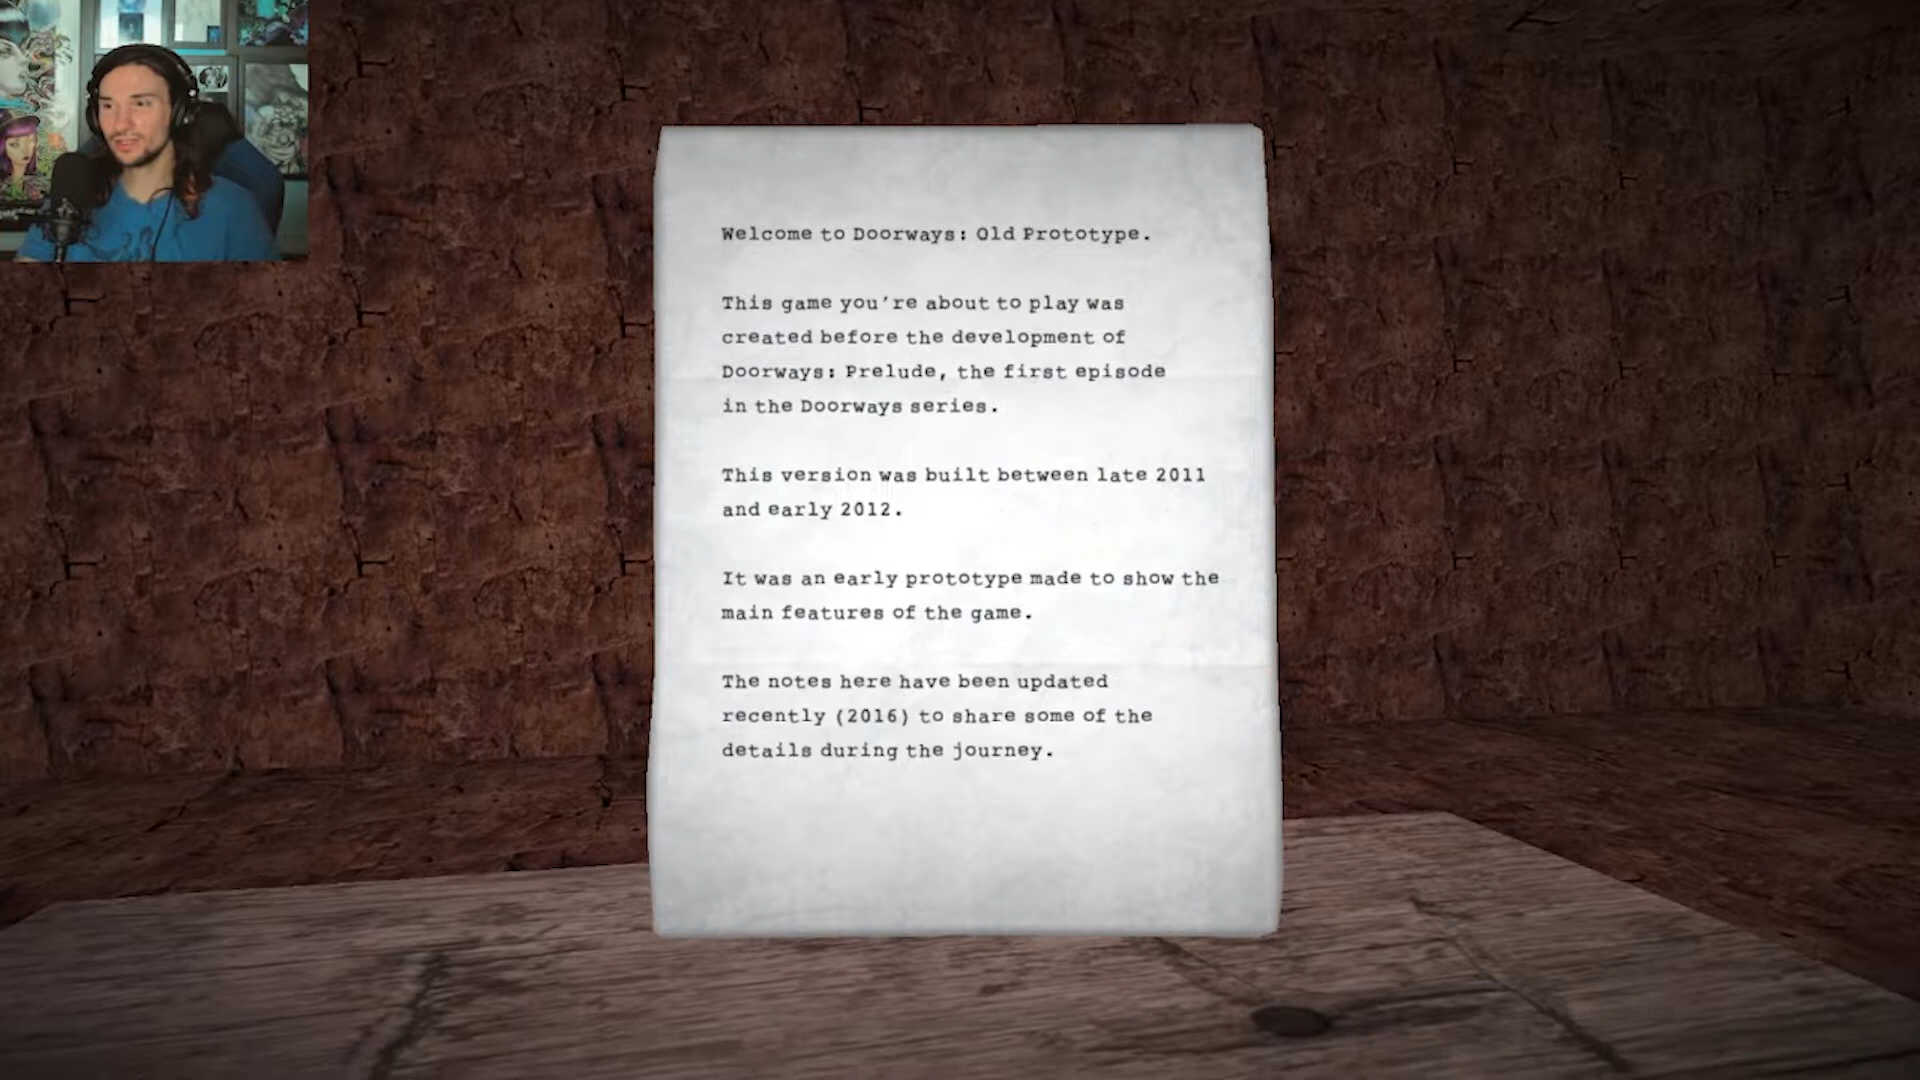 Welcome to Doorways: Old Prototype.
This game you're about to play was
created before the development of
Doorways: Prelude, the first episode
in the Doorways series.
This version was built between late 2011
and early 2012.
It was an early prototype made to show the
main features of the game.
The notes here have been updated
recently (2016) to share some of the
details during the journey.